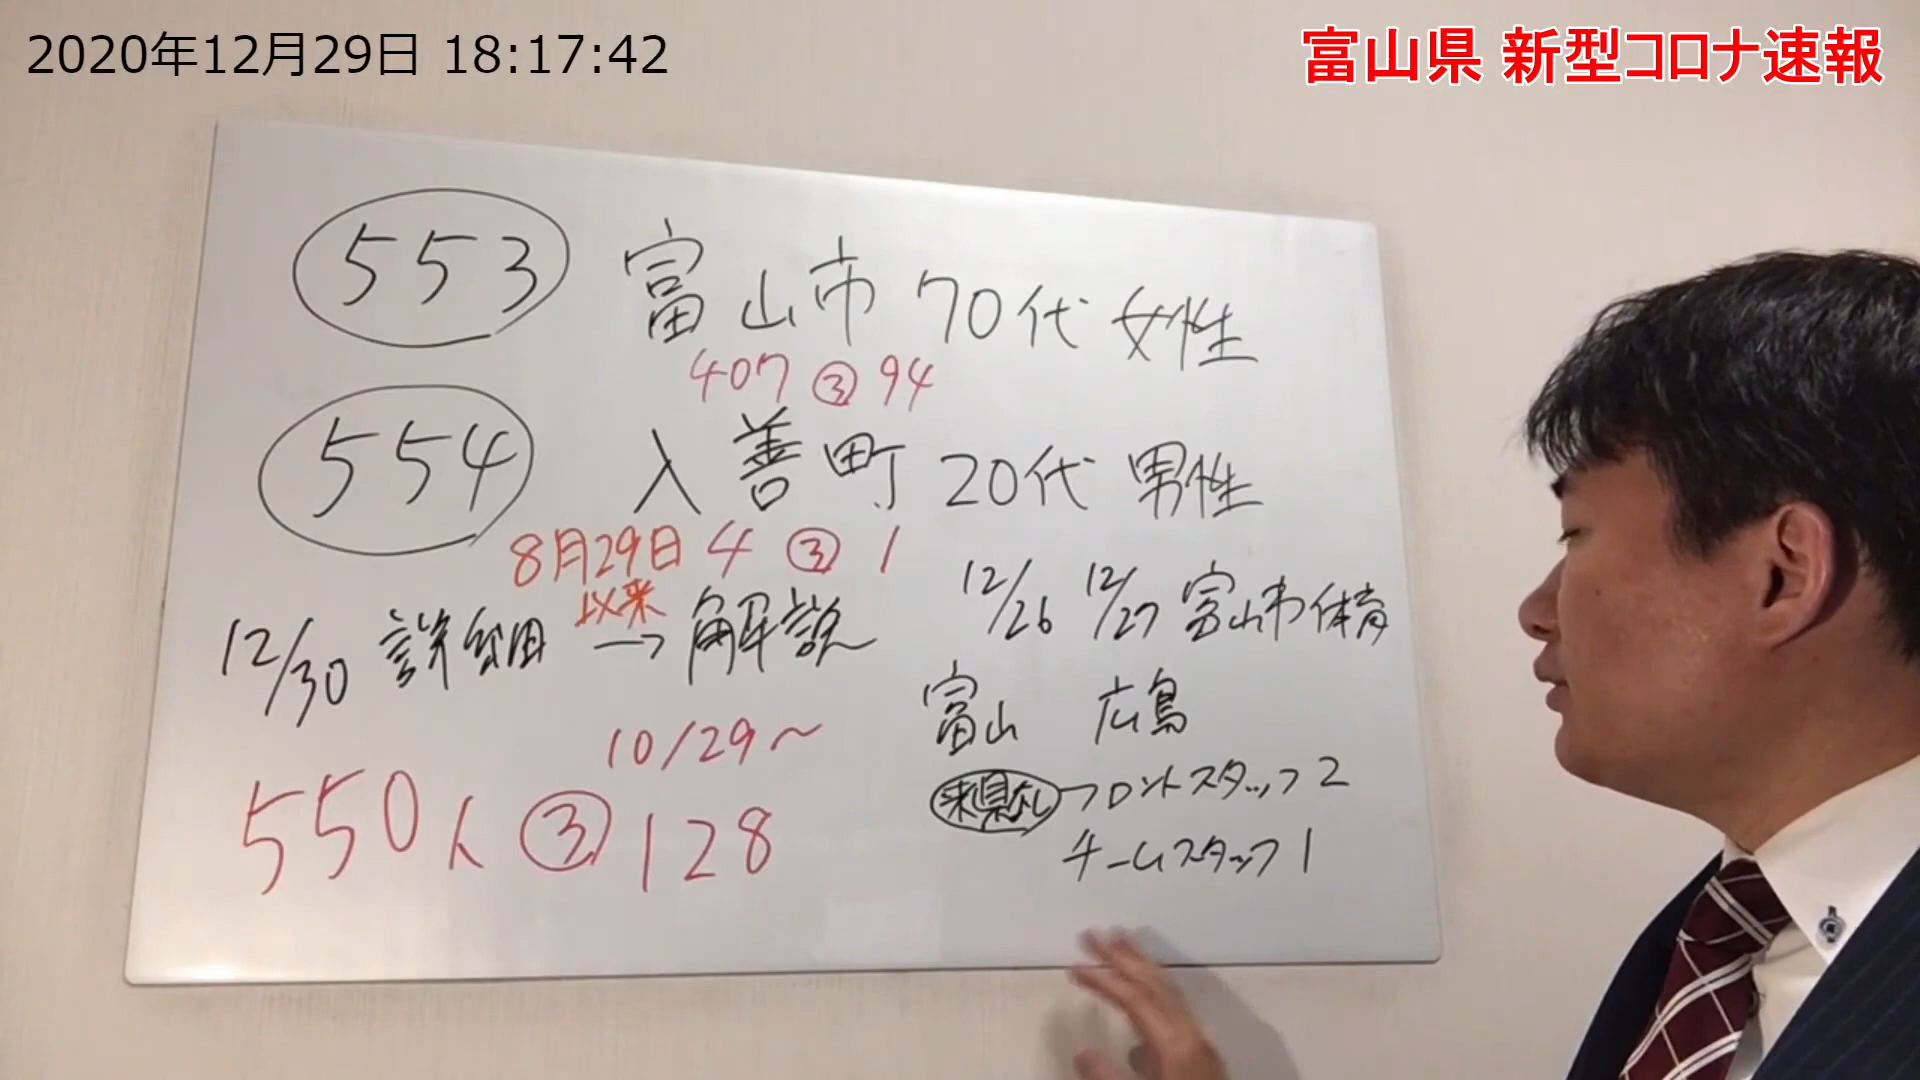 2020年12月29日 18:17:42
富山県 新型コロナ速報
553 富山市 70代 女性
407 ③ 94
554 入善町 20代 男性
8月29日 4 ③ 1
以来
12/30 詳細 → 解説
10/29〜
550人 ③ 128
12/26 12/27 富山市体育
富山 広島
来県なし フロントスタッフ2
チームスタッフ1